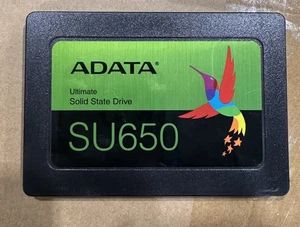 ADATA
Ultimate
Solid State Drive
SU650